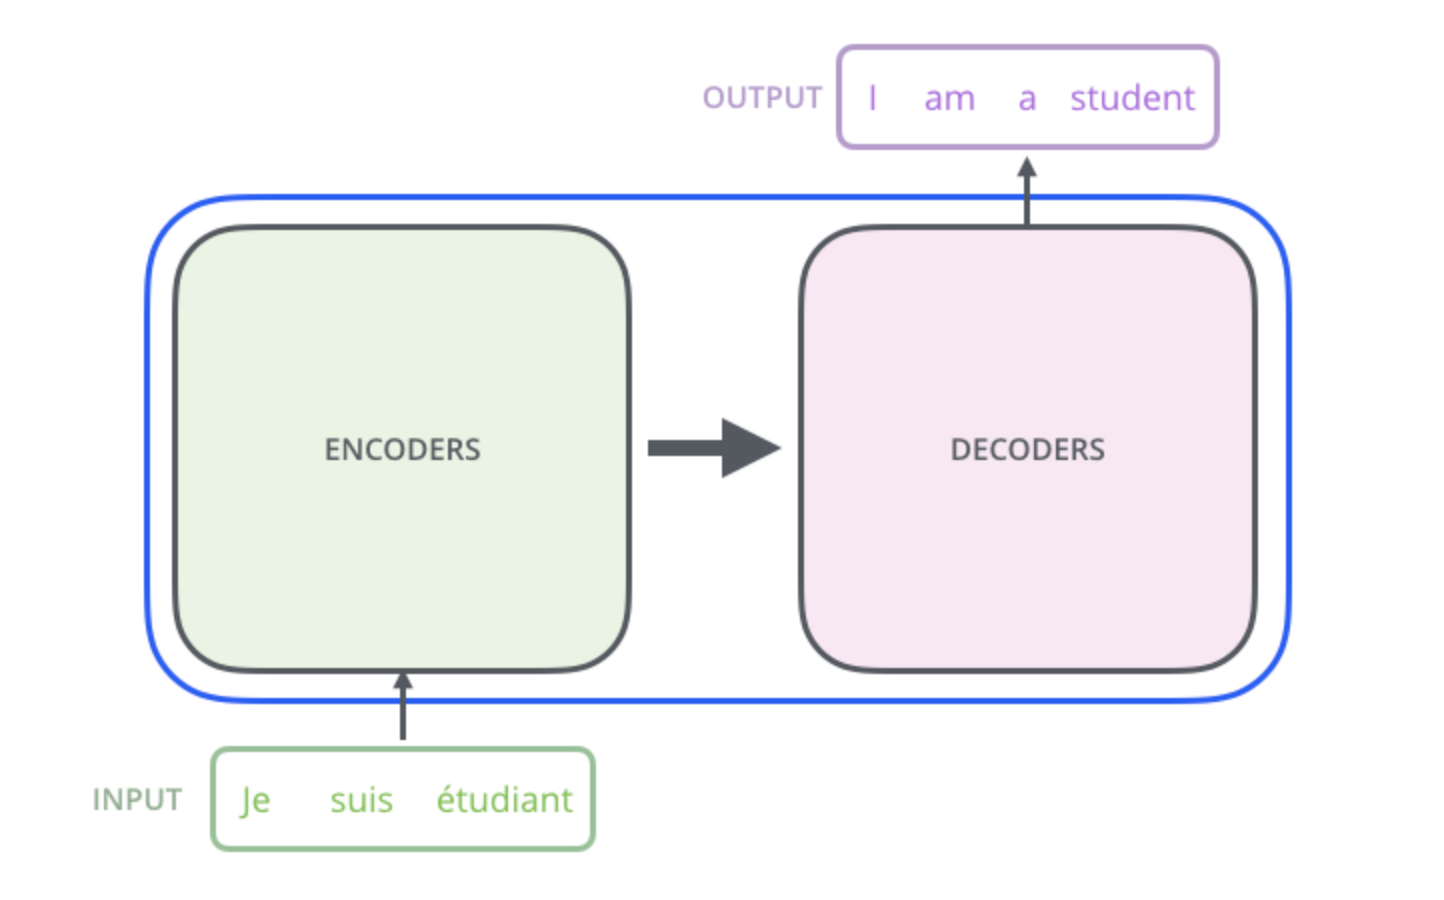 OUTPUT I am a student
ENCODERS
DECODERS
INPUT Je suis étudiant